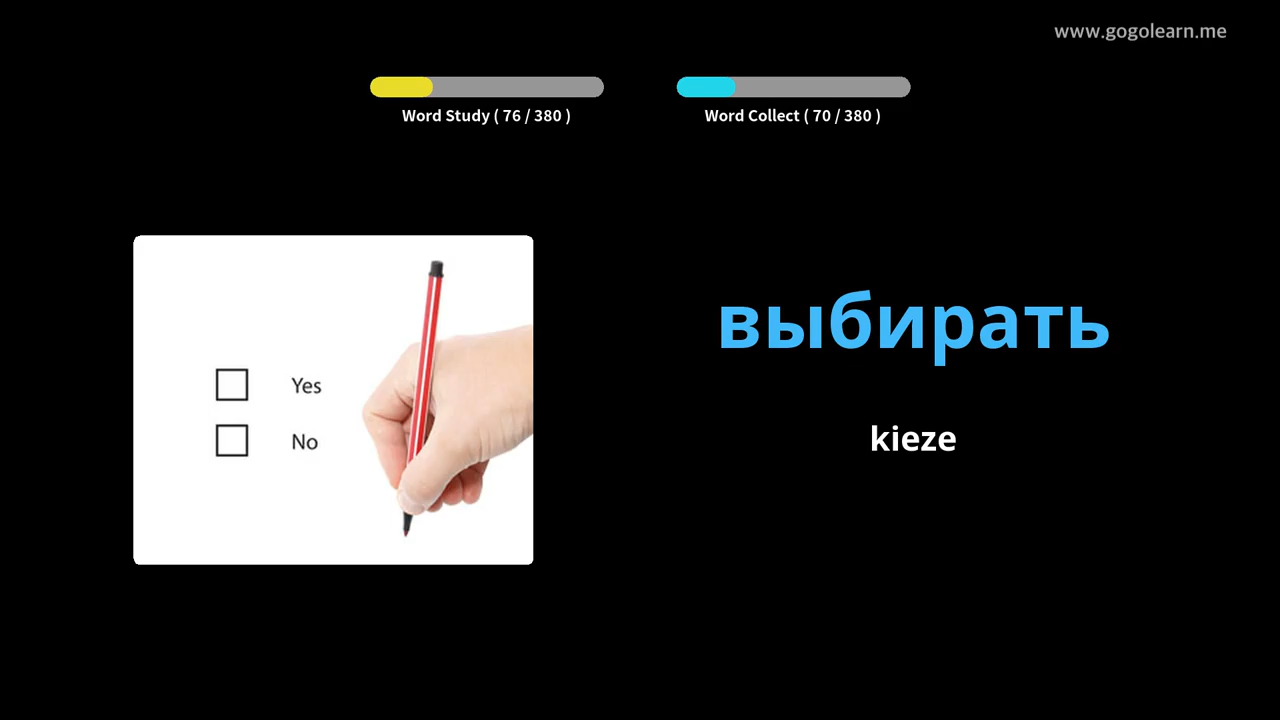 www.gogolearn.me
Word Study ( 76 / 380 )
Word Collect ( 70 / 380 )
Yes
No
выбирать
kieze